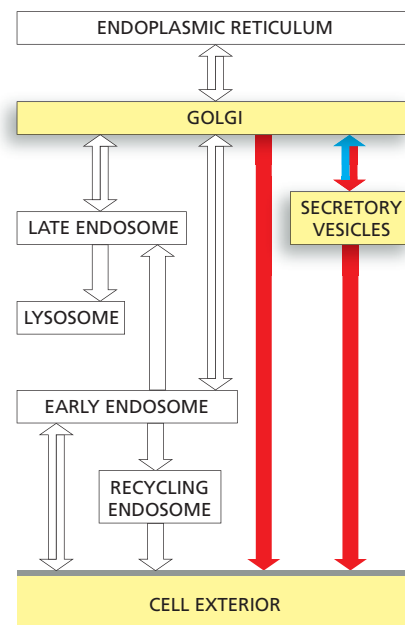 ENDOPLASMIC RETICULUM
GOLGI
LATE ENDOSOME
SECRETORY
VESICLES
LYSOSOME
EARLY ENDOSOME
RECYCLING
ENDOSOME
CELL EXTERIOR